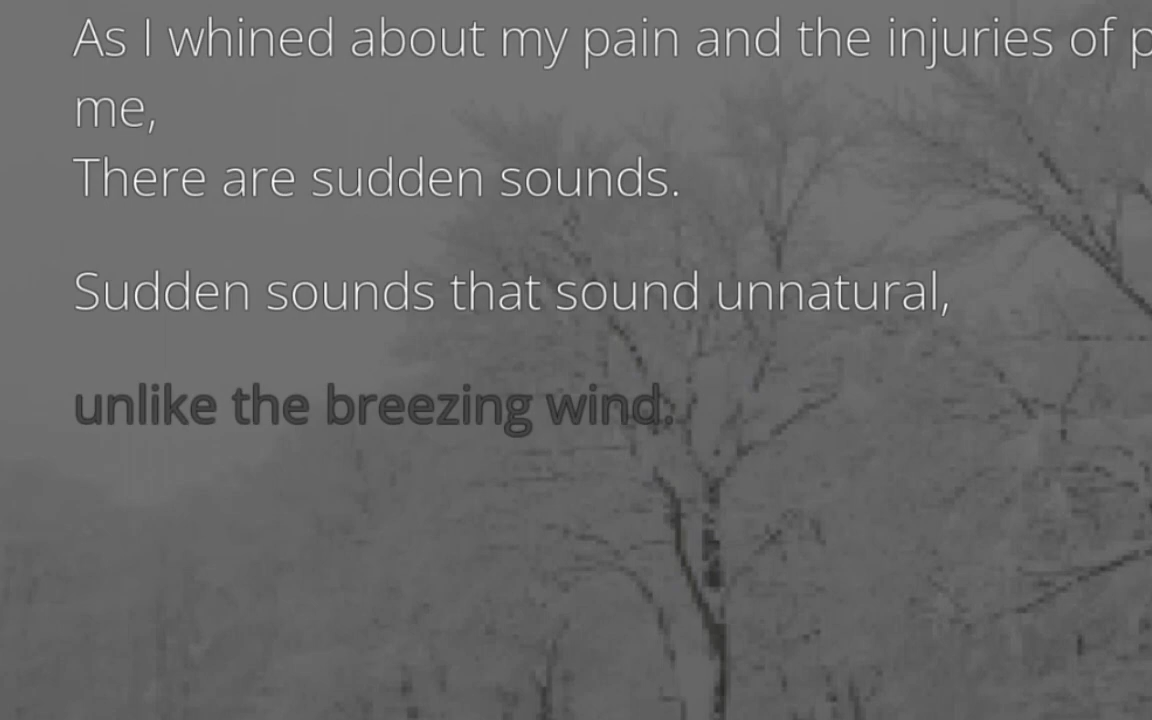 As I whined about my pain and the injuries of
me,
There are sudden sounds.
Sudden sounds that sound unnatural,
unlike the breezing wind.